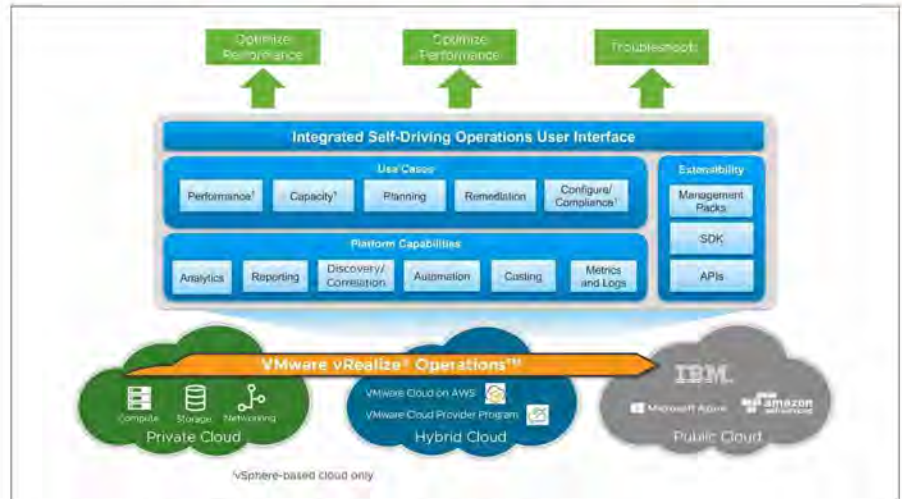 Optimize
Performance
Optimize
Performance
Troubleshoot
Integrated Self-Driving Operations User Interface
Use Cases
Performance†
Capacity†
Planning
Remediation
Configure/
Compliance†
Extensibility
Management
Packs
SDK
APIs
Platform Capabilities
Analytics
Reporting
Discovery/
Correlation
Automation
Costing
Metrics
and Logs
VMware vRealize® Operations™
Compute
Storage
Networking
Private Cloud
VMware Cloud on AWS
VMware Cloud Provider Program
Hybrid Cloud
IBM
Microsoft Azure
amazon
Public Cloud
†vSphere-based cloud only